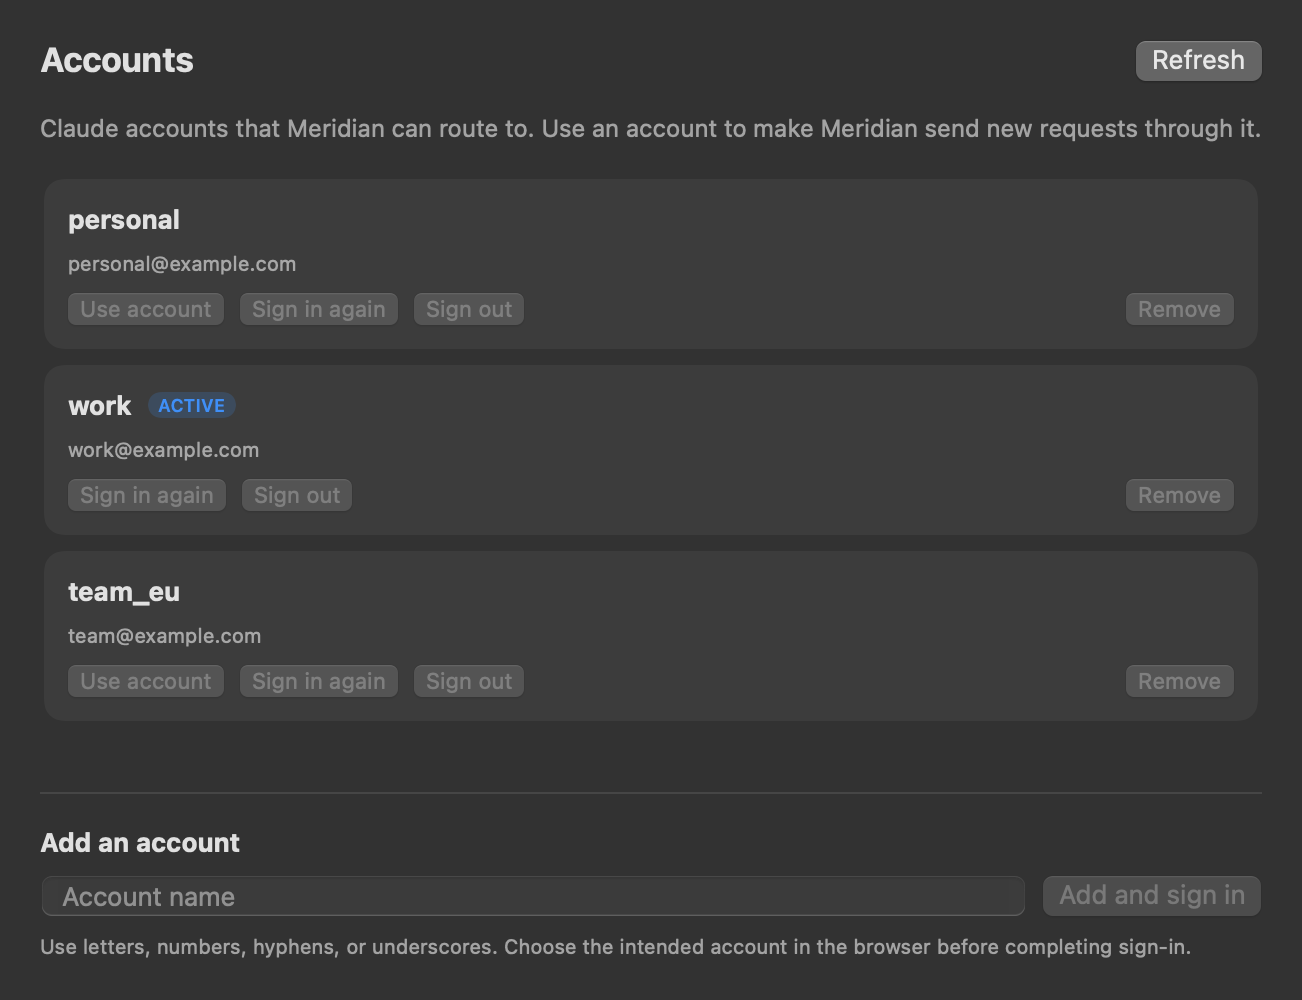 Accounts
Refresh
Claude accounts that Meridian can route to. Use an account to make Meridian send new requests through it.
personal
personal@example.com
Use account Sign in again Sign out Remove
work ACTIVE
work@example.com
Sign in again Sign out Remove
team_eu
team@example.com
Use account Sign in again Sign out Remove
Add an account
Account name Add and sign in
Use letters, numbers, hyphens, or underscores. Choose the intended account in the browser before completing sign-in.